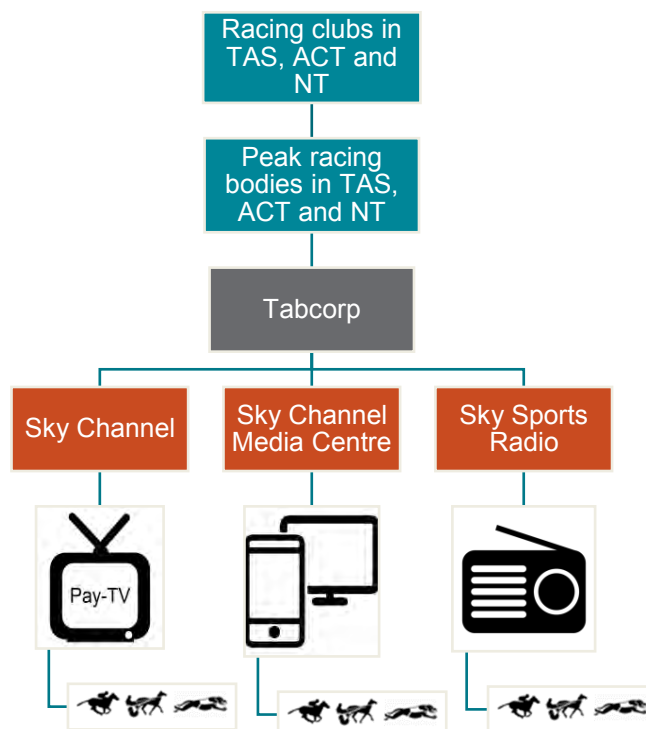 Racing clubs in
TAS, ACT and
NT
Peak racing
bodies in TAS,
ACT and NT
Tabcorp
Sky Channel
Sky Channel
Media Centre
Sky Sports
Radio
Pay-TV